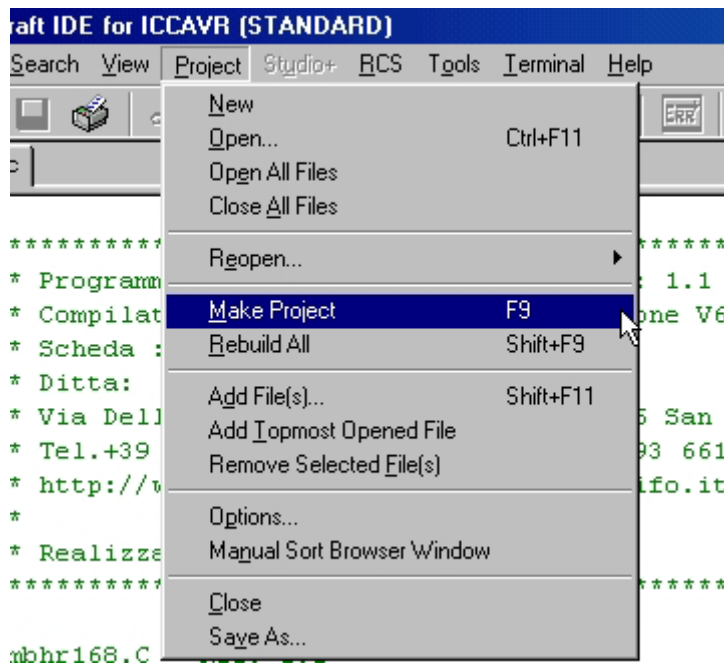 raft IDE for ICCAVR (STANDARD)
Search View Project Studio+ RCS Tools Terminal Help
ERR
C
New
Open... Ctrl+F11
Open All Files
Close All Files
Reopen...
Make Project F9
Rebuild All Shift+F9
Add File(s)... Shift+F11
Add Topmost Opened File
Remove Selected File(s)
Options...
Manual Sort Browser Window
Close
Save As...
**********
* Programm : 1.1
* Compilat one V6
* Scheda :
* Ditta:
* Via Dell 5 San
* Tel.+39 93 661
* http://w ifo.it
*
* Realizza
**********
mbhr168.C